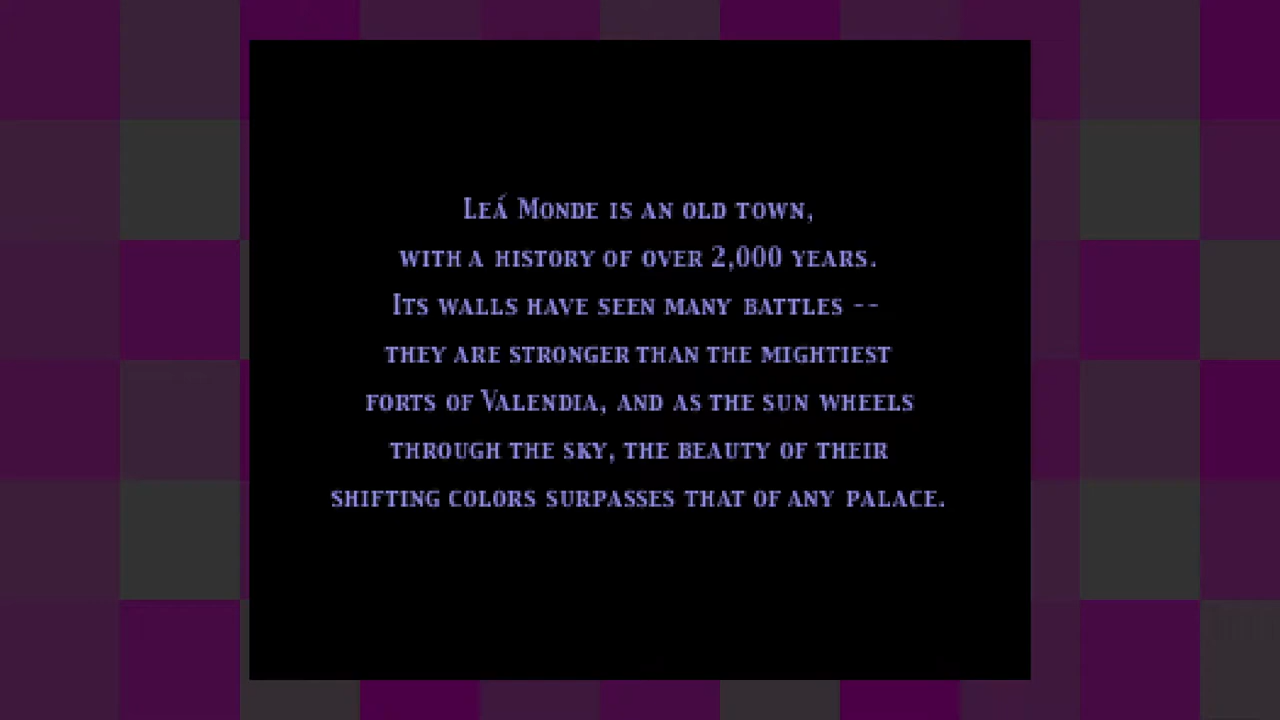 Leá Monde is an old town,
with a history of over 2,000 years.
Its walls have seen many battles --
they are stronger than the mightiest
forts of Valendia, and as the sun wheels
through the sky, the beauty of their
shifting colors surpasses that of any palace.